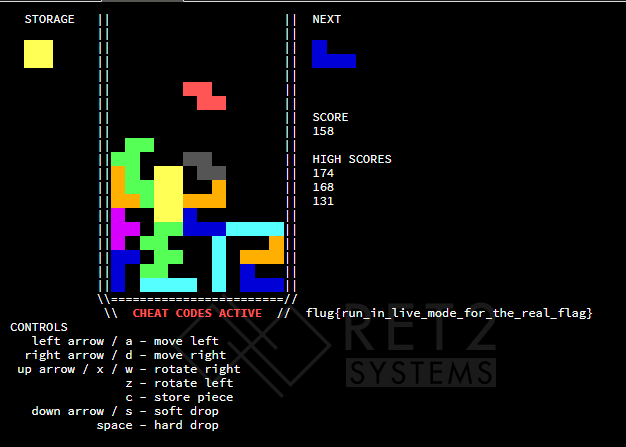 STORAGE
NEXT
SCORE
158
HIGH SCORES
174
168
131
\\========================//
\\ CHEAT CODES ACTIVE // flug{run_in_live_mode_for_the_real_flag}
CONTROLS
left arrow / a - move left
right arrow / d - move right
up arrow / x / w - rotate right
z - rotate left
c - store piece
down arrow / s - soft drop
space - hard drop
RET2
SYSTEMS